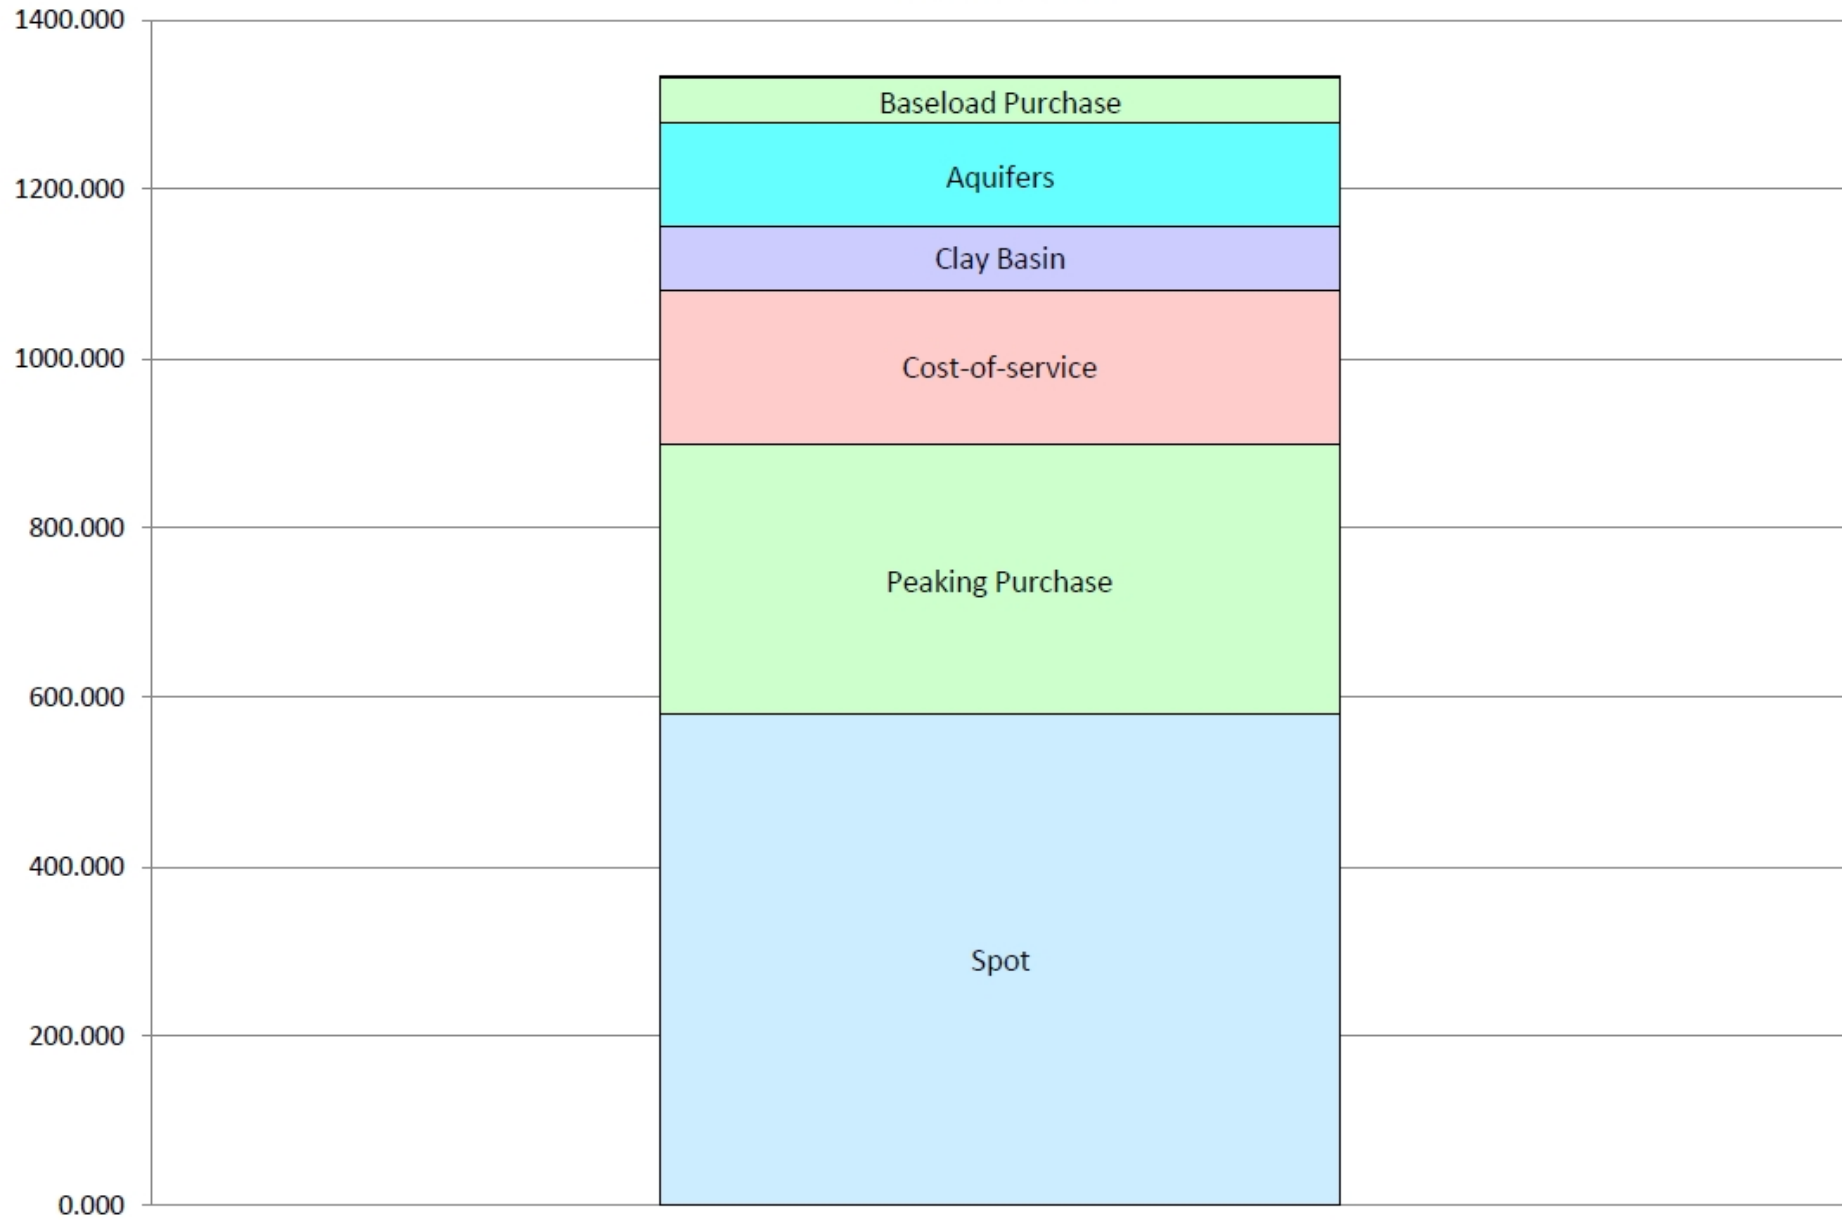 1400.000
Baseload Purchase
Aquifers
1200.000
Clay Basin
Cost-of-service
1000.000
800.000
Peaking Purchase
600.000
400.000
Spot
200.000
0.000